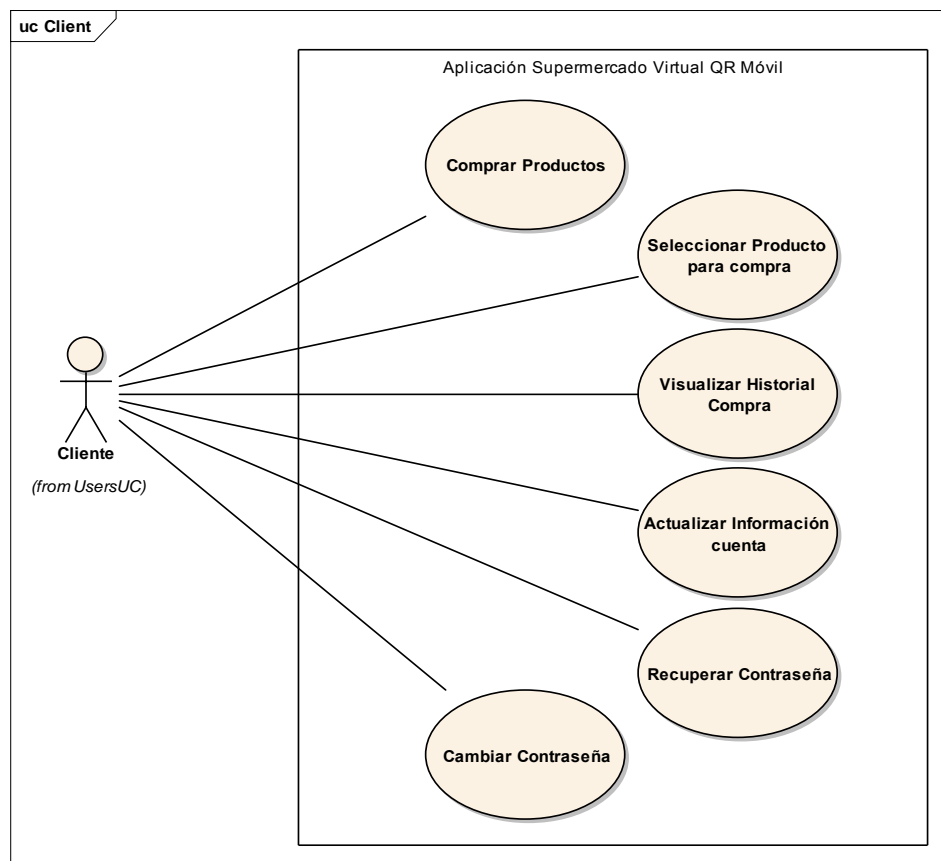 uc Client
Aplicación Supermercado Virtual QR Móvil
Comprar Productos
Seleccionar Producto
para compra
Visualizar Historial
Compra
Cliente
(from UsersUC)
Actualizar Información
cuenta
Recuperar Contraseña
Cambiar Contraseña